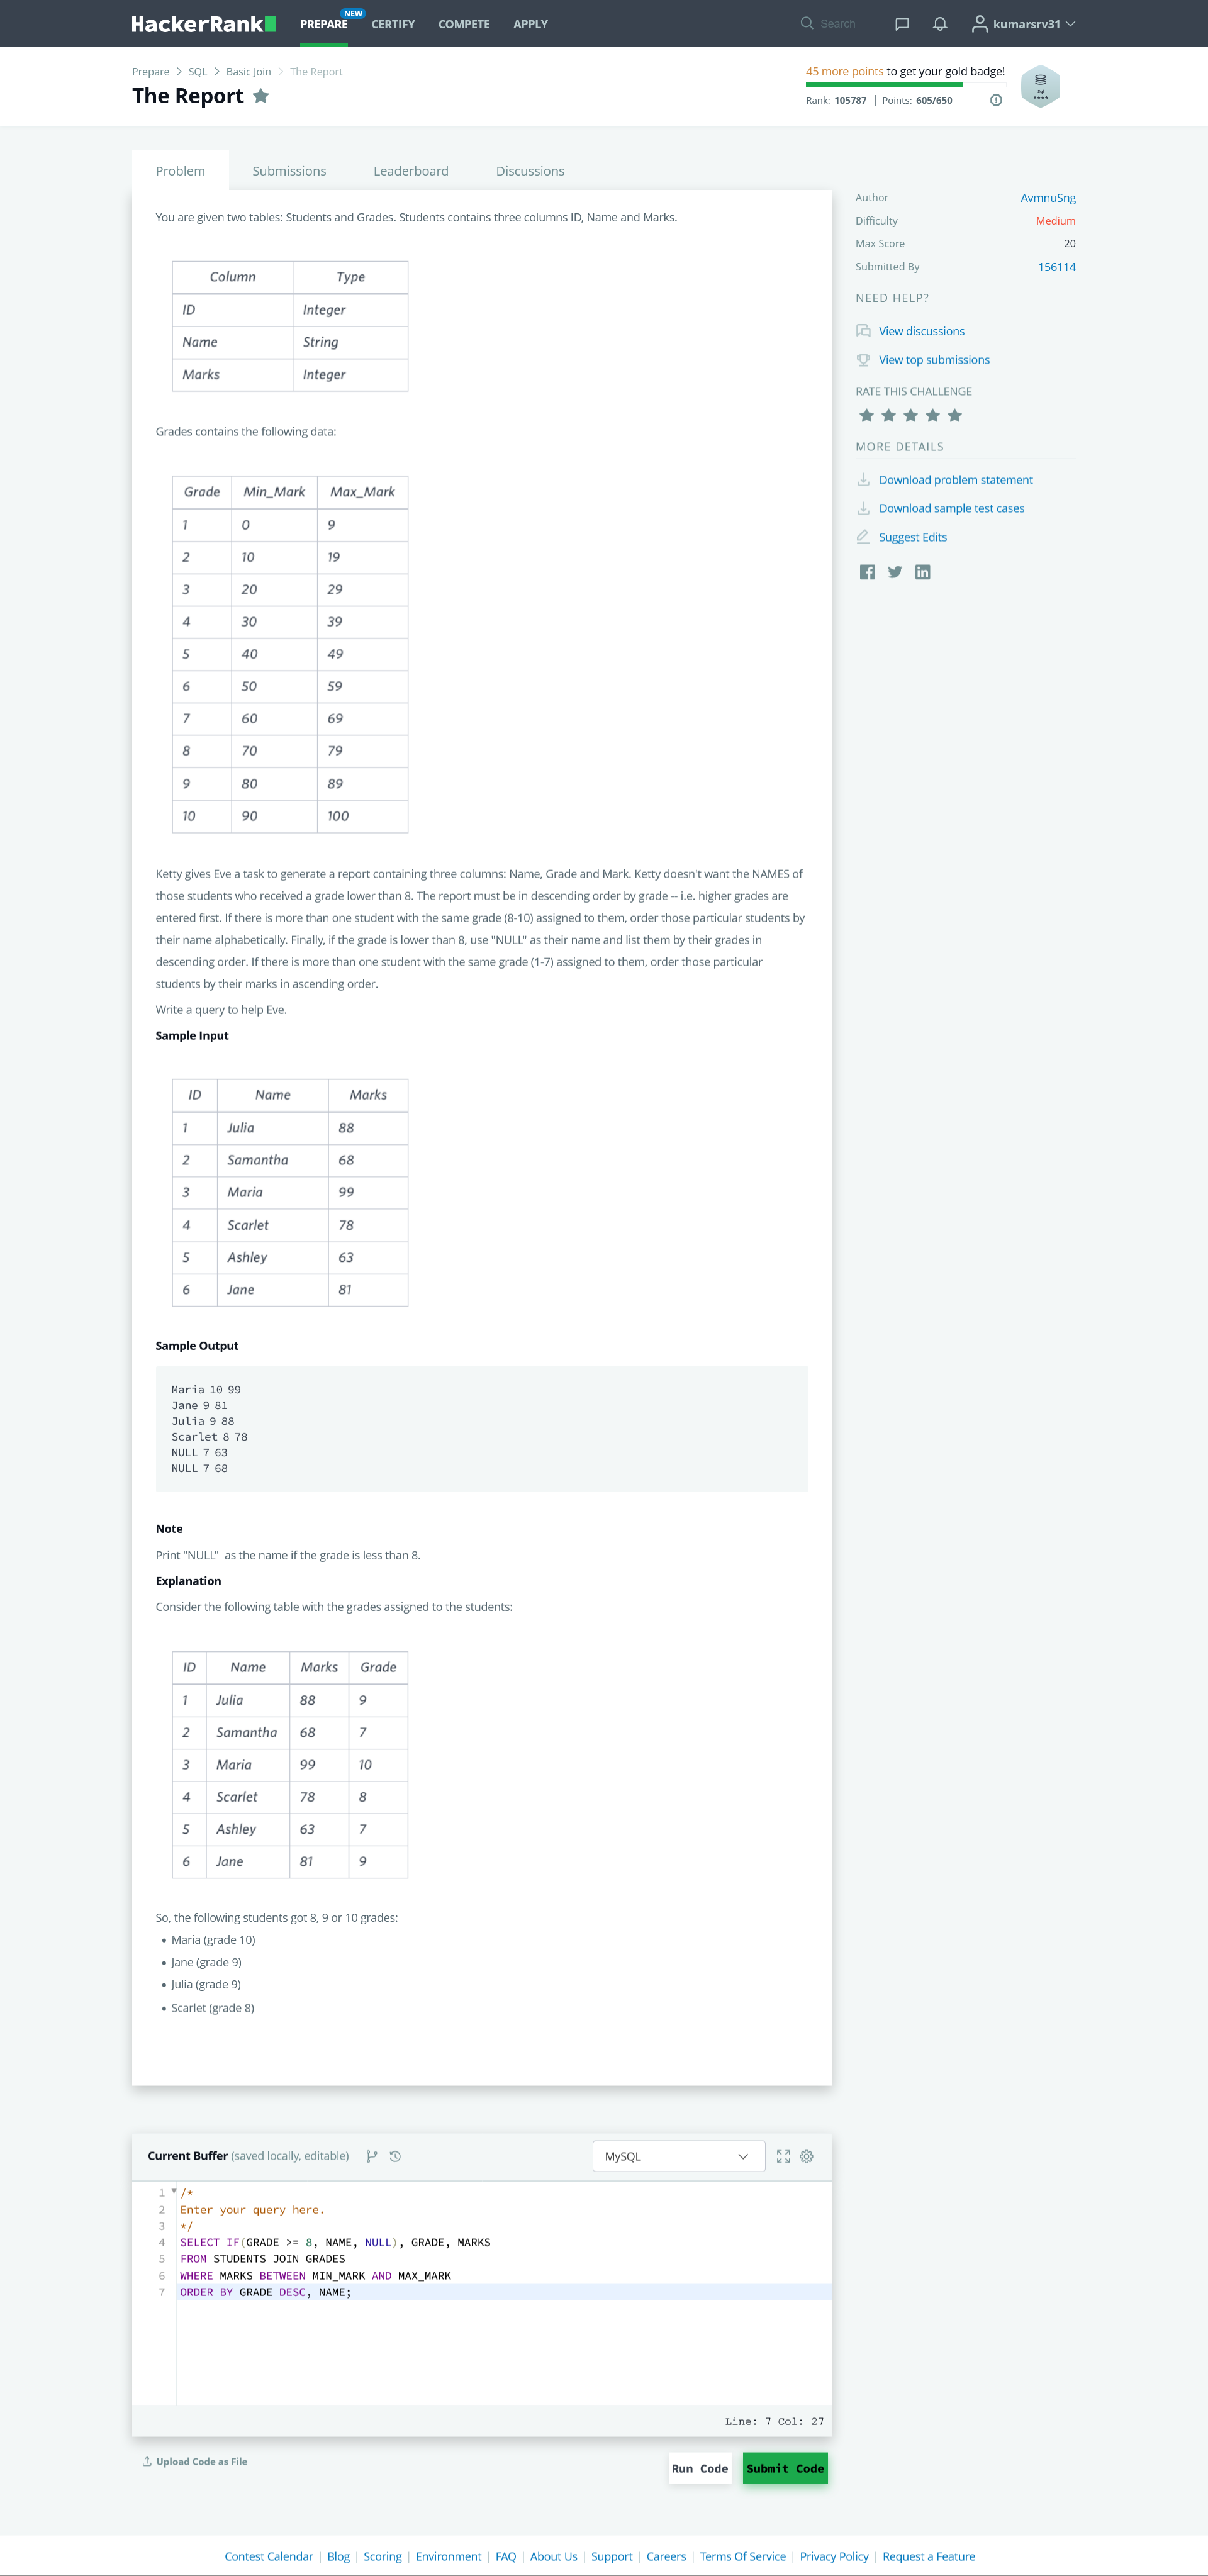 HackerRank
PREPARE NEW CERTIFY COMPETE APPLY Search kumarsrv31
Prepare > SQL > Basic Join > The Report
The Report
45 more points to get your gold badge!
Rank: 105787 | Points: 605/650
Sql
Problem Submissions Leaderboard Discussions
You are given two tables: Students and Grades. Students contains three columns ID, Name and Marks.
Column Type
ID Integer
Name String
Marks Integer
Grades contains the following data:
Grade Min_Mark Max_Mark
1 0 9
2 10 19
3 20 29
4 30 39
5 40 49
6 50 59
7 60 69
8 70 79
9 80 89
10 90 100
Ketty gives Eve a task to generate a report containing three columns: Name, Grade and Mark. Ketty doesn't want the NAMES of
those students who received a grade lower than 8. The report must be in descending order by grade -- i.e. higher grades are
entered first. If there is more than one student with the same grade (8-10) assigned to them, order those particular students by
their name alphabetically. Finally, if the grade is lower than 8, use "NULL" as their name and list them by their grades in
descending order. If there is more than one student with the same grade (1-7) assigned to them, order those particular
students by their marks in ascending order.
Write a query to help Eve.
Sample Input
ID Name Marks
1 Julia 88
2 Samantha 68
3 Maria 99
4 Scarlet 78
5 Ashley 63
6 Jane 81
Sample Output
Maria 10 99
Jane 9 81
Julia 9 88
Scarlet 8 78
NULL 7 63
NULL 7 68
Note
Print "NULL"  as the name if the grade is less than 8.
Explanation
Consider the following table with the grades assigned to the students:
ID Name Marks Grade
1 Julia 88 9
2 Samantha 68 7
3 Maria 99 10
4 Scarlet 78 8
5 Ashley 63 7
6 Jane 81 9
So, the following students got 8, 9 or 10 grades:
• Maria (grade 10)
• Jane (grade 9)
• Julia (grade 9)
• Scarlet (grade 8)
Author AvmnuSng
Difficulty Medium
Max Score 20
Submitted By 156114
NEED HELP?
View discussions
View top submissions
RATE THIS CHALLENGE
MORE DETAILS
Download problem statement
Download sample test cases
Suggest Edits
Current Buffer (saved locally, editable) MySQL
1 /*
2 Enter your query here.
3 */
4 SELECT IF(GRADE >= 8, NAME, NULL), GRADE, MARKS
5 FROM STUDENTS JOIN GRADES
6 WHERE MARKS BETWEEN MIN_MARK AND MAX_MARK
7 ORDER BY GRADE DESC, NAME;
Line: 7 Col: 27
Upload Code as File Run Code Submit Code
Contest Calendar | Blog | Scoring | Environment | FAQ | About Us | Support | Careers | Terms Of Service | Privacy Policy | Request a Feature